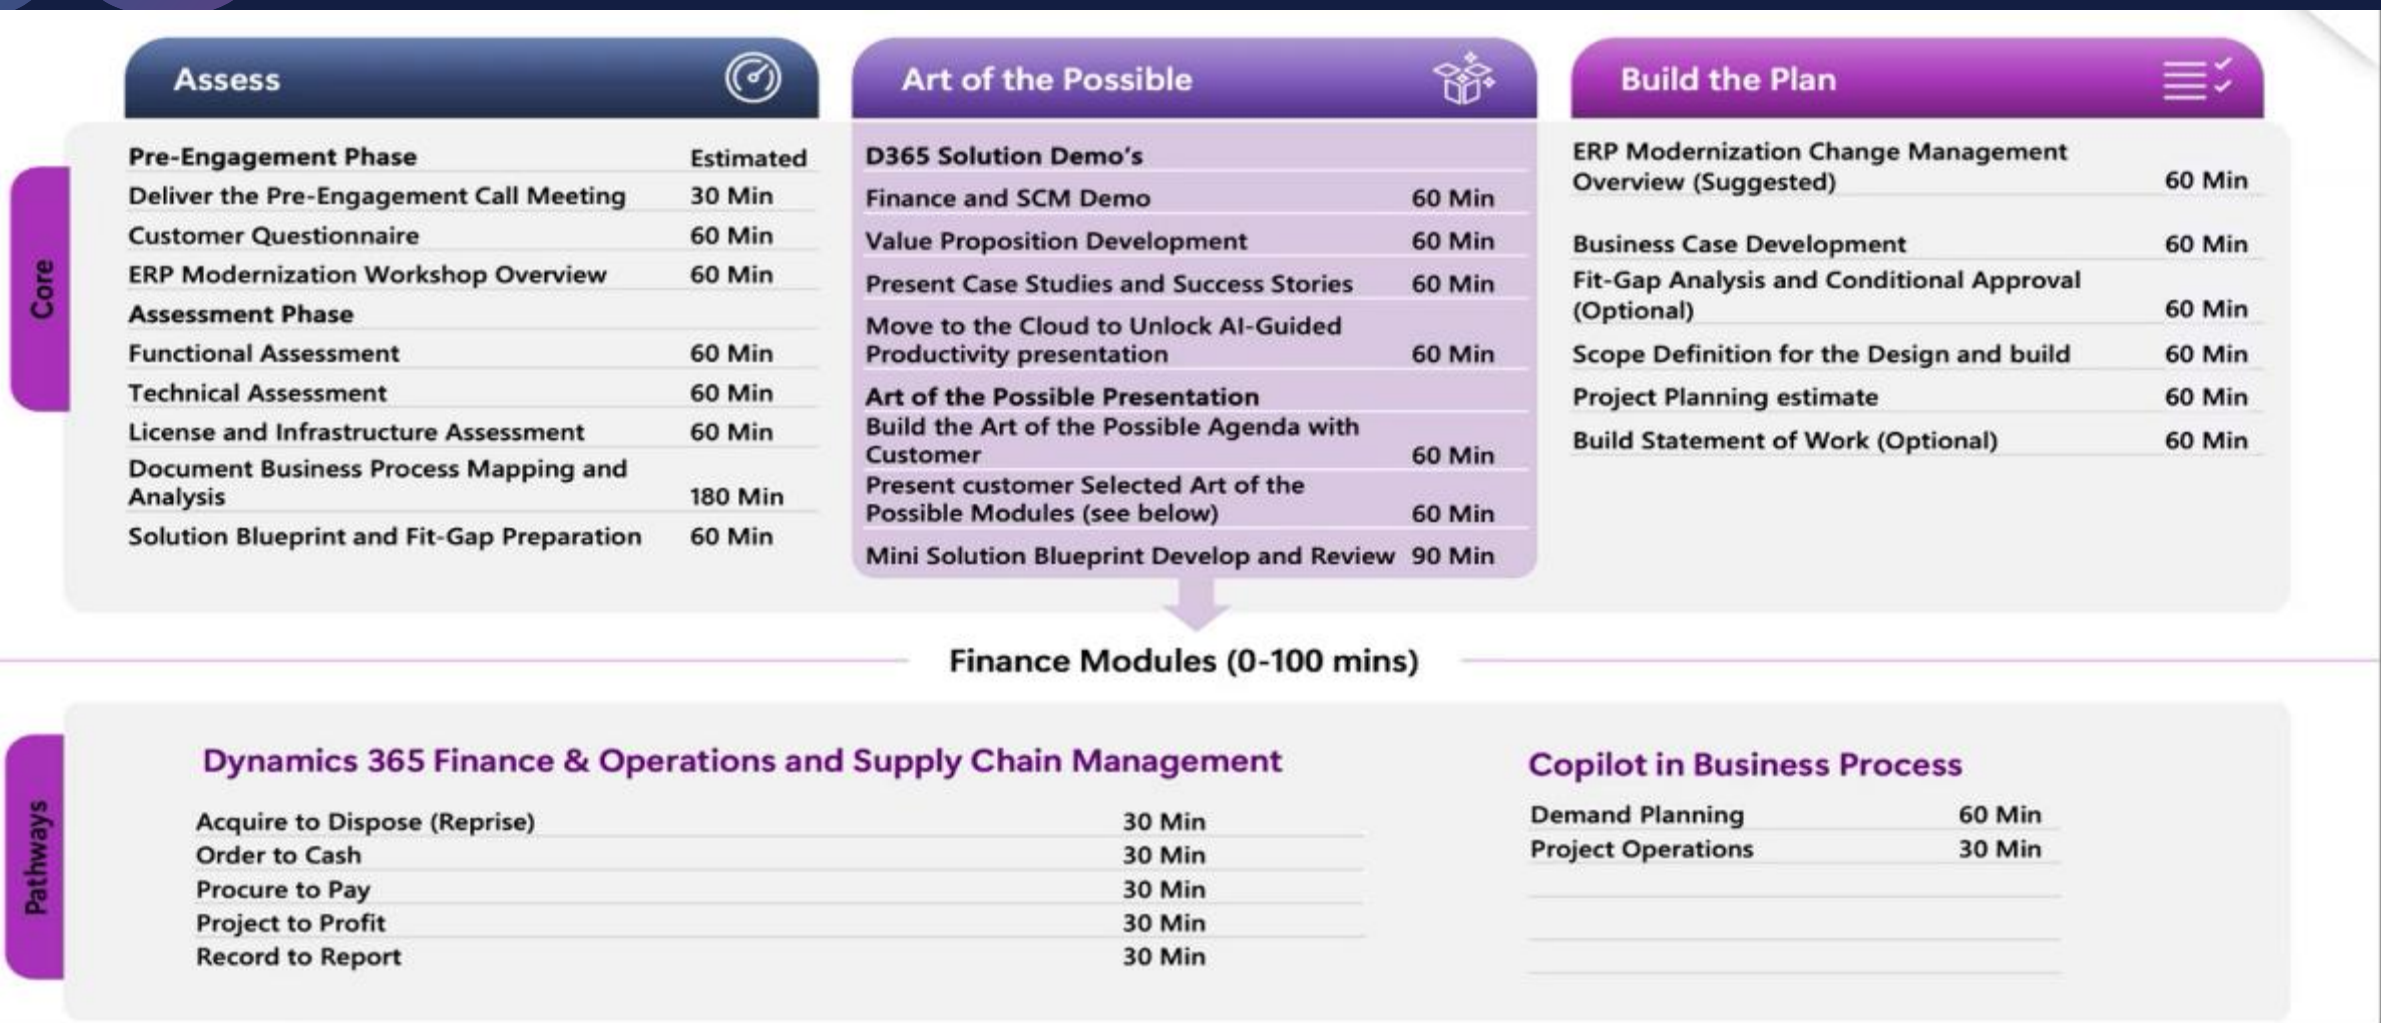 Assess
Core
Pre-Engagement Phase Estimated
Deliver the Pre-Engagement Call Meeting 30 Min
Customer Questionnaire 60 Min
ERP Modernization Workshop Overview 60 Min
Assessment Phase
Functional Assessment 60 Min
Technical Assessment 60 Min
License and Infrastructure Assessment 60 Min
Document Business Process Mapping and
Analysis 180 Min
Solution Blueprint and Fit-Gap Preparation 60 Min
Art of the Possible
D365 Solution Demo's
Finance and SCM Demo 60 Min
Value Proposition Development 60 Min
Present Case Studies and Success Stories 60 Min
Move to the Cloud to Unlock AI-Guided
Productivity presentation 60 Min
Art of the Possible Presentation
Build the Art of the Possible Agenda with
Customer 60 Min
Present customer Selected Art of the
Possible Modules (see below) 60 Min
Mini Solution Blueprint Develop and Review 90 Min
Build the Plan
ERP Modernization Change Management
Overview (Suggested) 60 Min
Business Case Development 60 Min
Fit-Gap Analysis and Conditional Approval
(Optional) 60 Min
Scope Definition for the Design and build 60 Min
Project Planning estimate 60 Min
Build Statement of Work (Optional) 60 Min
Finance Modules (0-100 mins)
Pathways
Dynamics 365 Finance & Operations and Supply Chain Management
Acquire to Dispose (Reprise) 30 Min
Order to Cash 30 Min
Procure to Pay 30 Min
Project to Profit 30 Min
Record to Report 30 Min
Copilot in Business Process
Demand Planning 60 Min
Project Operations 30 Min